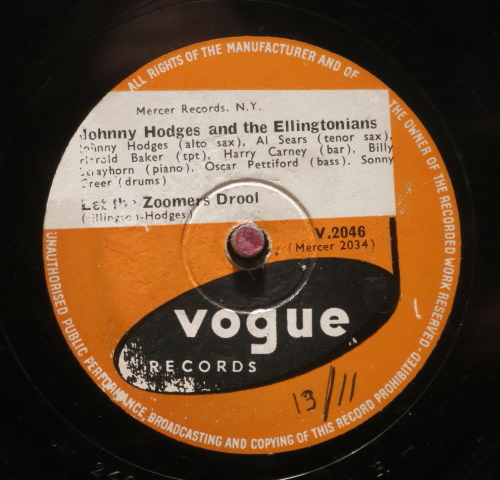 ALL RIGHTS OF THE MANUFACTURER AND OF THE OWNER OF THE RECORDED WORK RESERVED · UNAUTHORISED PUBLIC PERFORMANCE, BROADCASTING AND COPYING OF THIS RECORD PROHIBITED ·
Mercer Records, N.Y.
Johnny Hodges and the Ellingtonians
Johnny Hodges (alto sax), Al Sears (tenor sax),
Harold Baker (tpt), Harry Carney (bar), Billy
Strayhorn (piano), Oscar Pettiford (bass), Sonny
Greer (drums)
Let the Zoomers Drool
(Ellington-Hodges)
V.2046
(Mercer 2034)
vogue
RECORDS
13/11